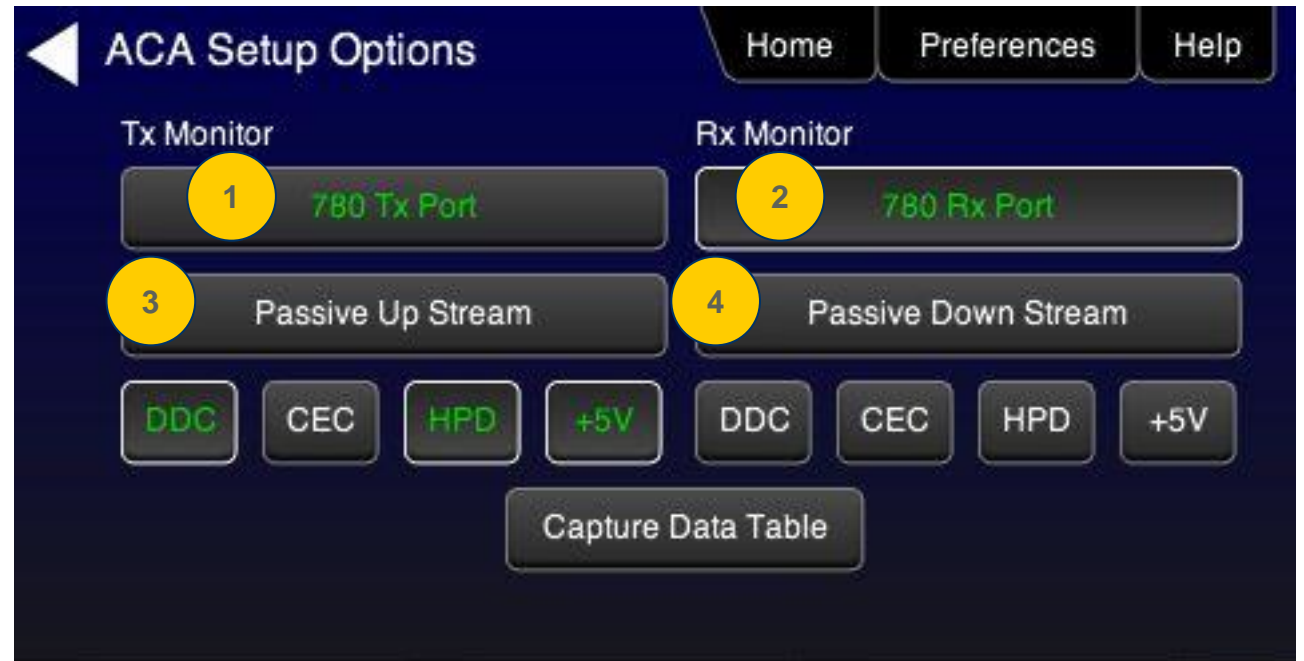 ACA Setup Options Home Preferences Help
Tx Monitor Rx Monitor
1 780 Tx Port 2 780 Rx Port
3 Passive Up Stream 4 Passive Down Stream
DDC CEC HPD +5V DDC CEC HPD +5V
Capture Data Table